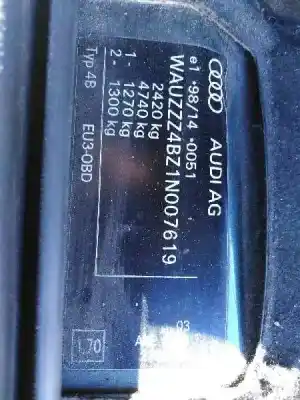 AUDI AG
e1 *98/14 *0051
WAUZZZ4BZ1N007619
2420 kg
4740 kg
1- 1270 kg
2- 1300 kg
Typ 4B EU3-OBD
03